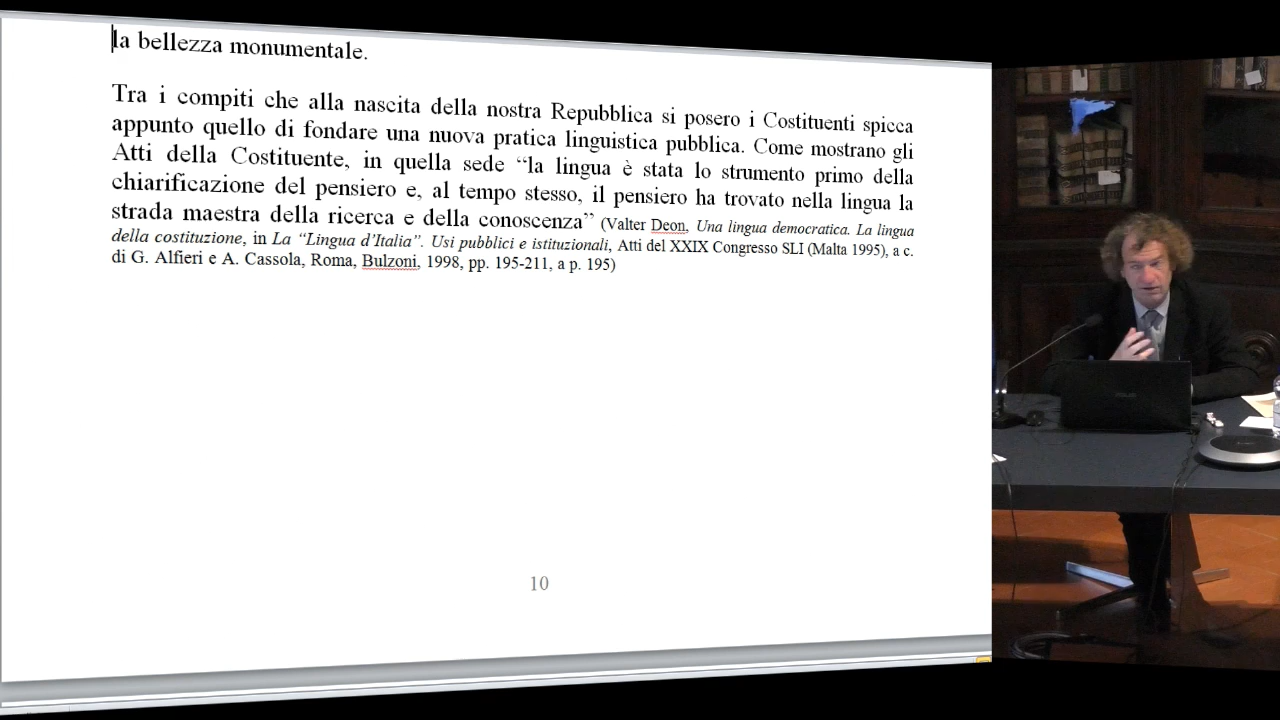 la bellezza monumentale.
Tra i compiti che alla nascita della nostra Repubblica si posero i Costituenti spicca
appunto quello di fondare una nuova pratica linguistica pubblica. Come mostrano gli
Atti della Costituente, in quella sede “la lingua è stata lo strumento primo della
chiarificazione del pensiero e, al tempo stesso, il pensiero ha trovato nella lingua la
strada maestra della ricerca e della conoscenza” (Valter Deon, Una lingua democratica. La lingua
della costituzione, in La “Lingua d’Italia”. Usi pubblici e istituzionali, Atti del XXIX Congresso SLI (Malta 1995), a c.
di G. Alfieri e A. Cassola, Roma, Bulzoni, 1998, pp. 195-211, a p. 195)
10